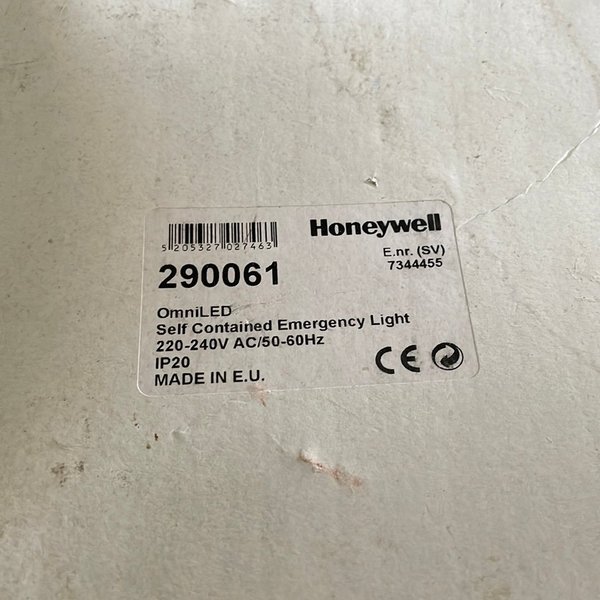 Honeywell
5 205327 027463
E.nr. (SV)
7344455
290061
OmniLED
Self Contained Emergency Light
220-240V AC/50-60Hz
IP20
MADE IN E.U.
CE